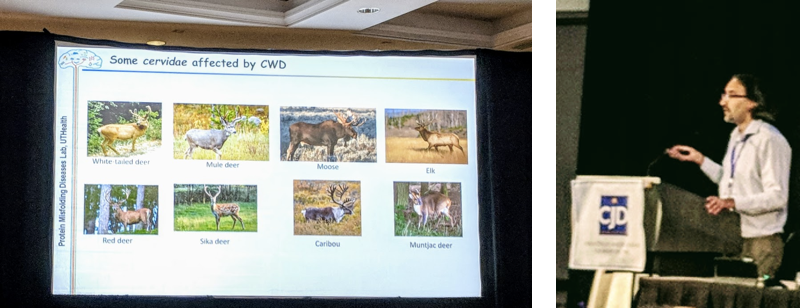 Some cervidae affected by CWD
Protein Misfolding Diseases Lab, UTHealth
White tailed deer
Mule deer
Moose
Elk
Red deer
Sika deer
Caribou
Muntjac deer
CJD